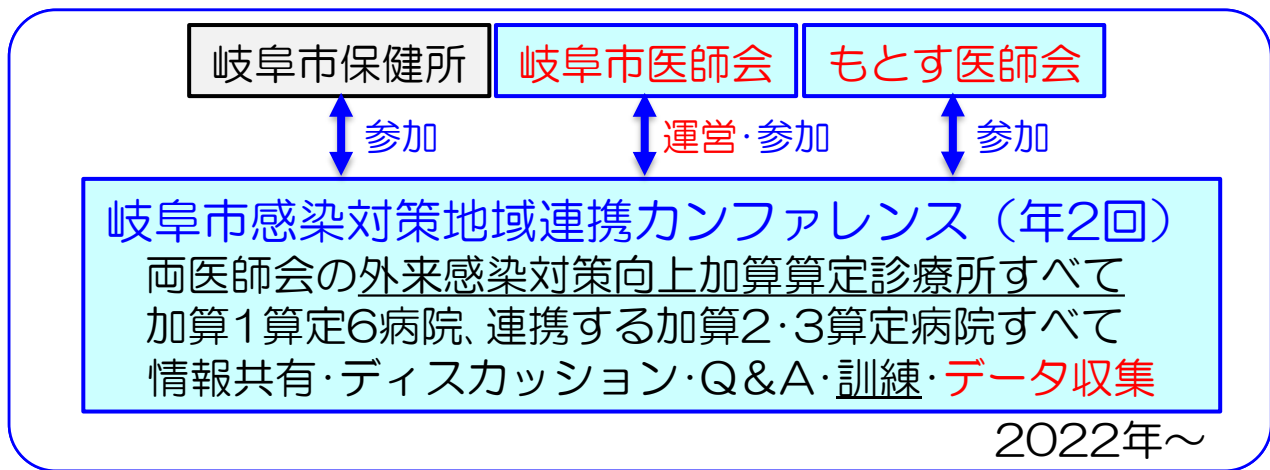 岐阜市保健所 岐阜市医師会 もとす医師会
参加 運営・参加 参加
岐阜市感染対策地域連携カンファレンス（年2回）
両医師会の外来感染対策向上加算算定診療所すべて
加算1算定6病院、連携する加算2・3算定病院すべて
情報共有・ディスカッション・Q&A・訓練・データ収集
2022年～